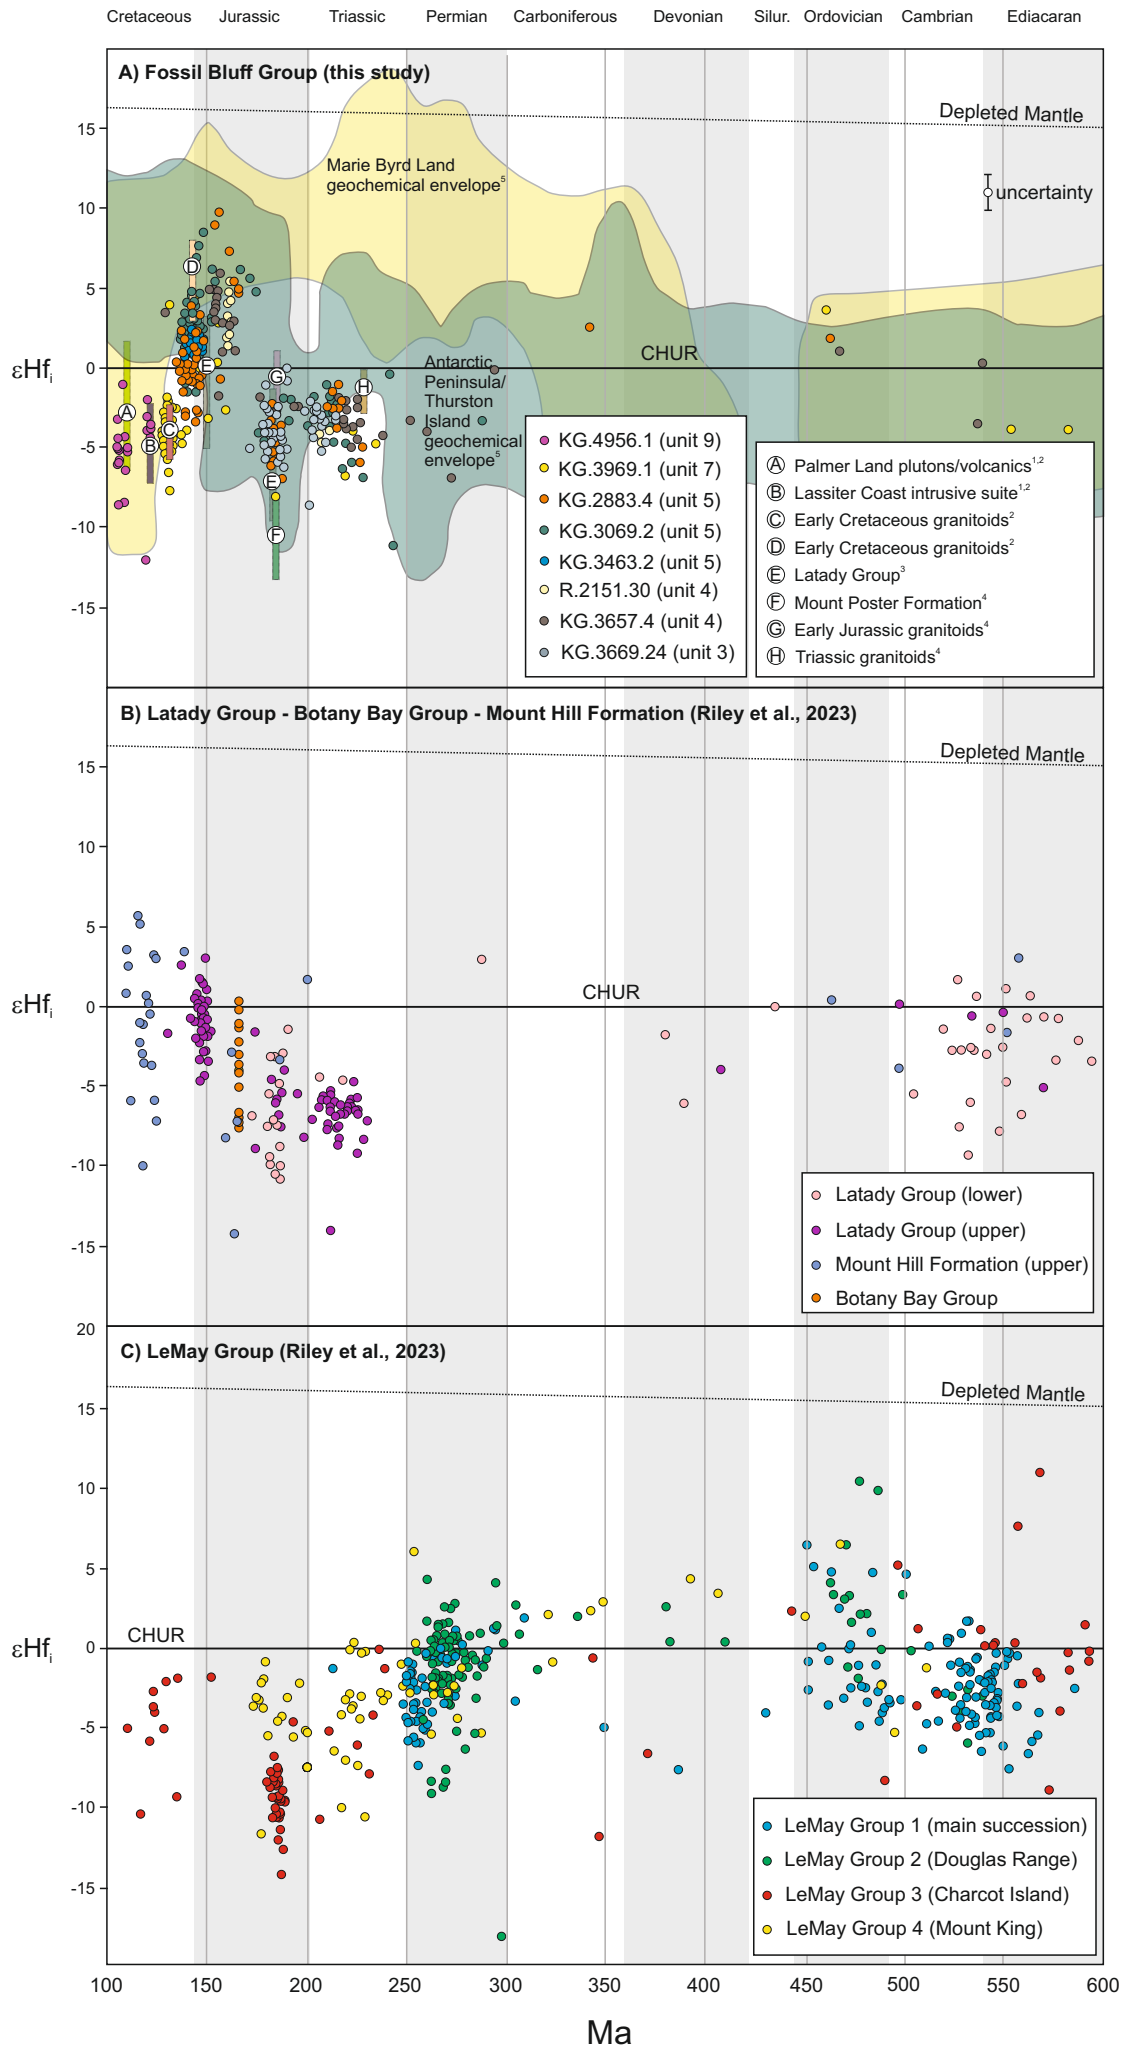 Cretaceous Jurassic Triassic Permian Carboniferous Devonian Silur. Ordovician Cambrian Ediacaran
A) Fossil Bluff Group (this study)
Depleted Mantle
15
Marie Byrd Land
geochemical envelope⁵
uncertainty
10
D
5
CHUR
εHfᵢ
0
E
G
Antarctic
Peninsula/
Thurston
Island
geochemical
envelope⁵
H
A
C
B
-5
E
F
-10
-15
KG.4956.1 (unit 9)
KG.3969.1 (unit 7)
KG.2883.4 (unit 5)
KG.3069.2 (unit 5)
KG.3463.2 (unit 5)
R.2151.30 (unit 4)
KG.3657.4 (unit 4)
KG.3669.24 (unit 3)
A Palmer Land plutons/volcanics¹,²
B Lassiter Coast intrusive suite¹,²
C Early Cretaceous granitoids²
D Early Cretaceous granitoids²
E Latady Group³
F Mount Poster Formation⁴
G Early Jurassic granitoids⁴
H Triassic granitoids⁴
B) Latady Group - Botany Bay Group - Mount Hill Formation (Riley et al., 2023)
Depleted Mantle
15
10
5
CHUR
εHfᵢ
0
-5
-10
-15
Latady Group (lower)
Latady Group (upper)
Mount Hill Formation (upper)
Botany Bay Group
20
C) LeMay Group (Riley et al., 2023)
Depleted Mantle
15
10
5
CHUR
εHfᵢ
0
-5
-10
-15
LeMay Group 1 (main succession)
LeMay Group 2 (Douglas Range)
LeMay Group 3 (Charcot Island)
LeMay Group 4 (Mount King)
100 150 200 250 300 350 400 450 500 550 600
Ma